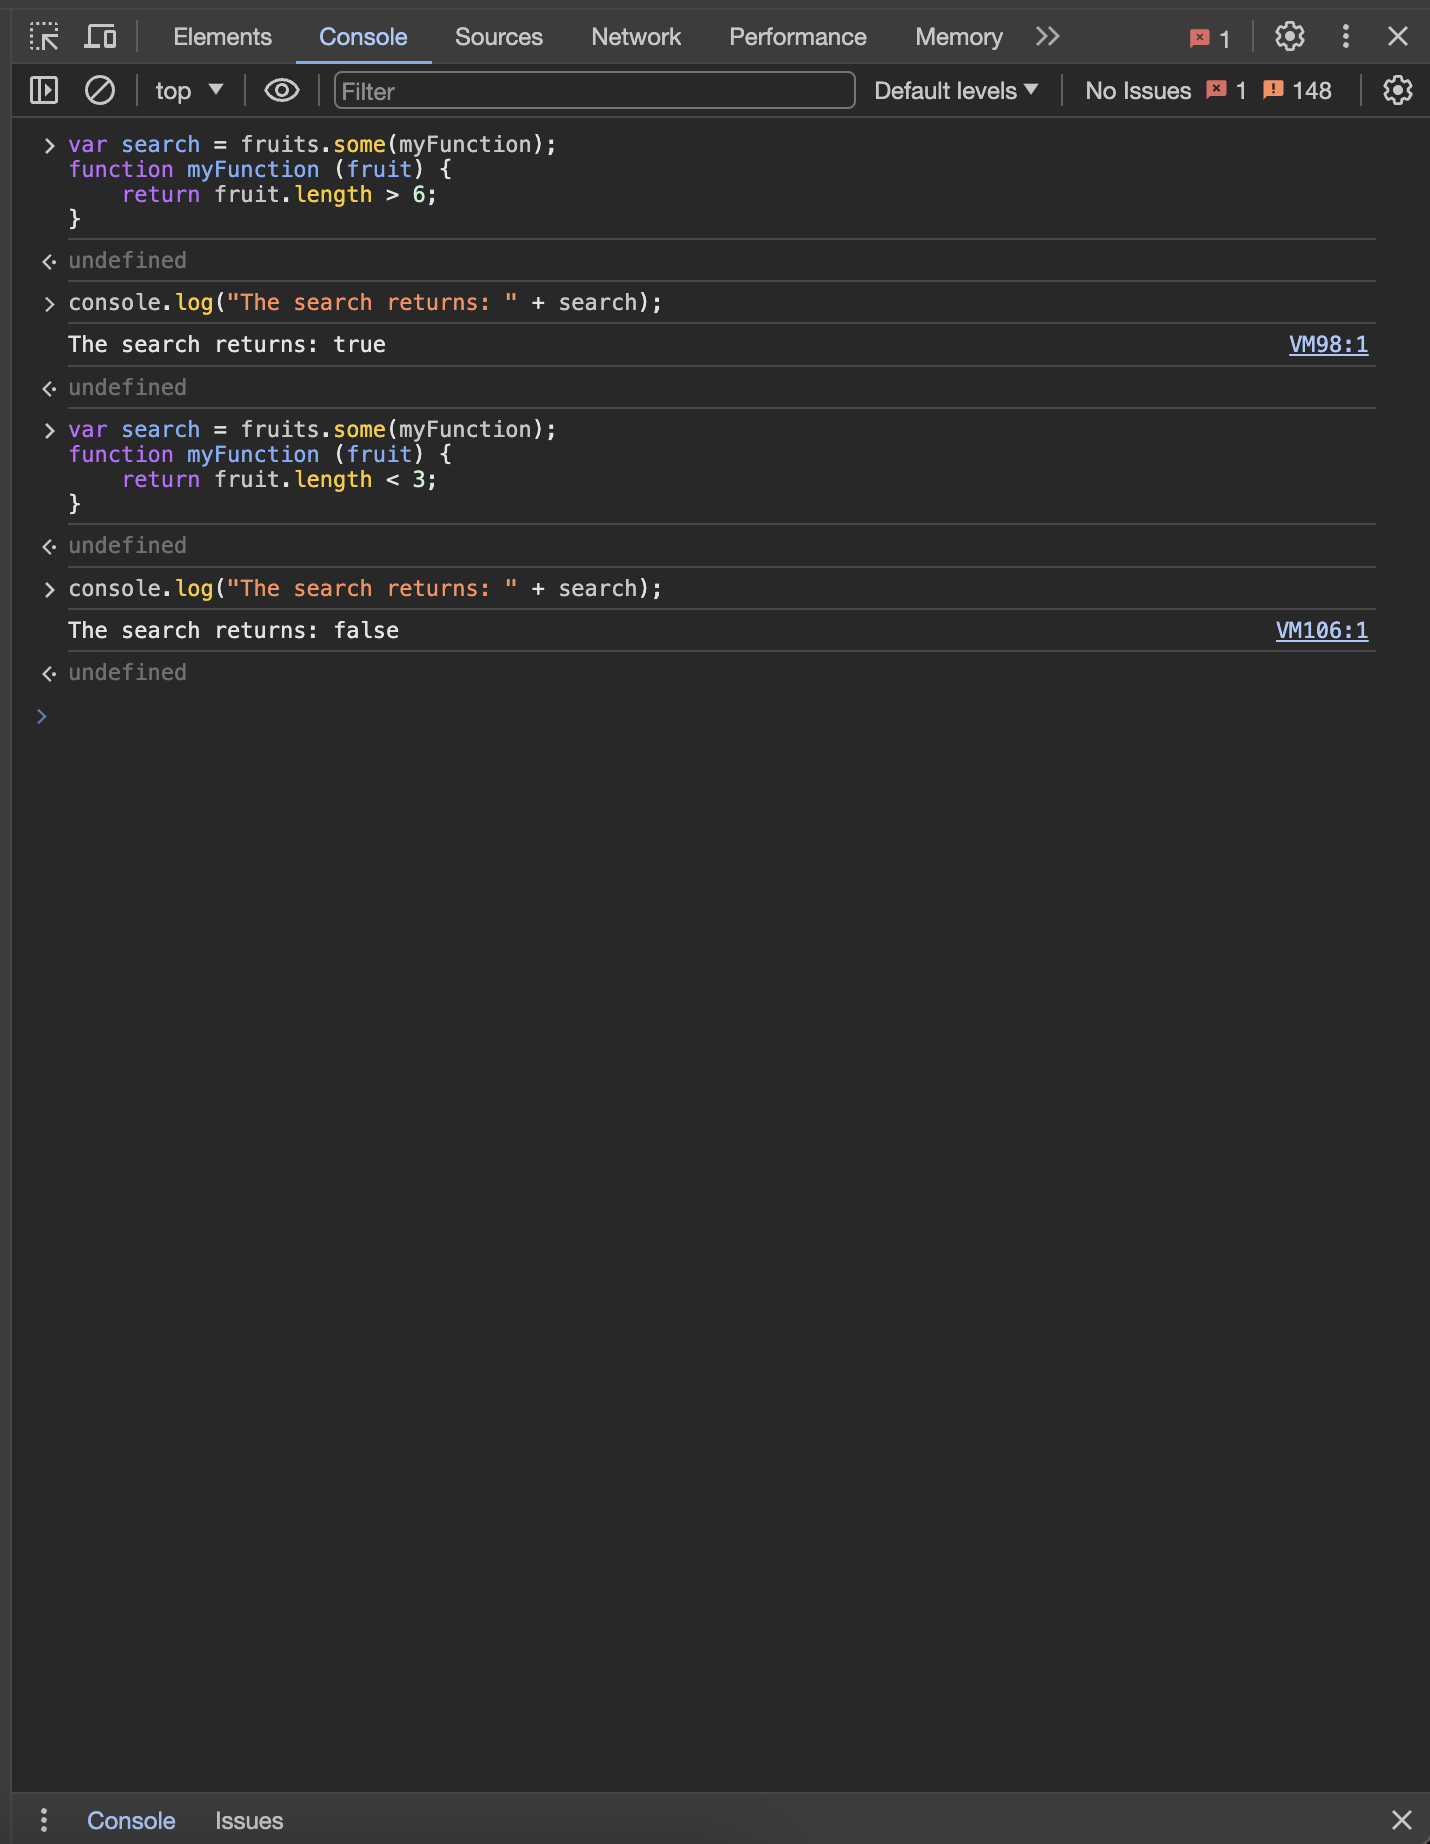 Elements Console Sources Network Performance Memory 1
top Filter Default levels No Issues 1 148
var search = fruits.some(myFunction);
function myFunction (fruit) {
    return fruit.length > 6;
}
undefined
console.log("The search returns: " + search);
The search returns: true VM98:1
undefined
var search = fruits.some(myFunction);
function myFunction (fruit) {
    return fruit.length < 3;
}
undefined
console.log("The search returns: " + search);
The search returns: false VM106:1
undefined
Console Issues